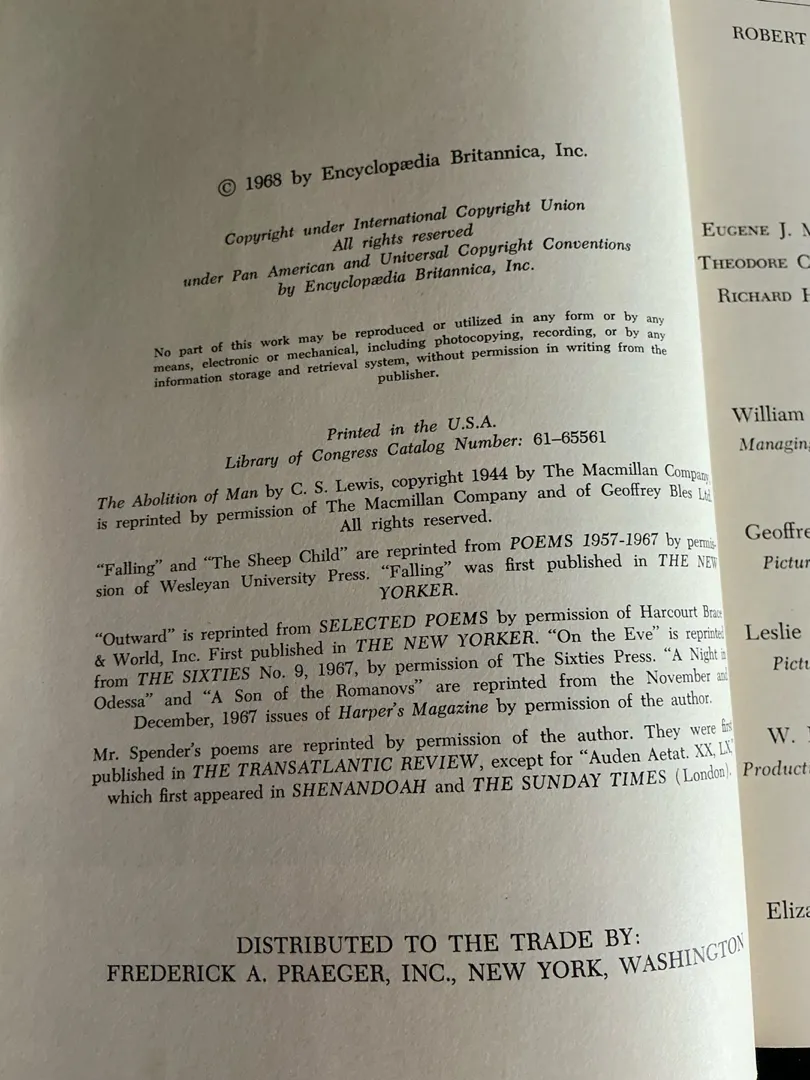 © 1968 by Encyclopædia Britannica, Inc.
Copyright under International Copyright Union
All rights reserved
under Pan American and Universal Copyright Conventions
by Encyclopædia Britannica, Inc.
No part of this work may be reproduced or utilized in any form or by any
means, electronic or mechanical, including photocopying, recording, or by any
information storage and retrieval system, without permission in writing from the
publisher.
Printed in the U.S.A.
Library of Congress Catalog Number: 61–65561
The Abolition of Man by C. S. Lewis, copyright 1944 by The Macmillan Company
is reprinted by permission of The Macmillan Company and of Geoffrey Bles Ltd.
All rights reserved.
“Falling” and “The Sheep Child” are reprinted from POEMS 1957-1967 by permis-
sion of Wesleyan University Press. “Falling” was first published in THE NEW
YORKER.
“Outward” is reprinted from SELECTED POEMS by permission of Harcourt Brace
& World, Inc. First published in THE NEW YORKER. “On the Eve” is reprinted
from THE SIXTIES No. 9, 1967, by permission of The Sixties Press. “A Night in
Odessa” and “A Son of the Romanovs” are reprinted from the November and
December, 1967 issues of Harper's Magazine by permission of the author.
Mr. Spender's poems are reprinted by permission of the author. They were first
published in THE TRANSATLANTIC REVIEW, except for “Auden Aetat. XX, LX”
which first appeared in SHENANDOAH and THE SUNDAY TIMES (London).
DISTRIBUTED TO THE TRADE BY:
FREDERICK A. PRAEGER, INC., NEW YORK, WASHINGTON
ROBERT
EUGENE J.
THEODORE
RICHARD
William
Managing
Geoffre
Pictur
Leslie
Pictu
W.
Product
Eliza